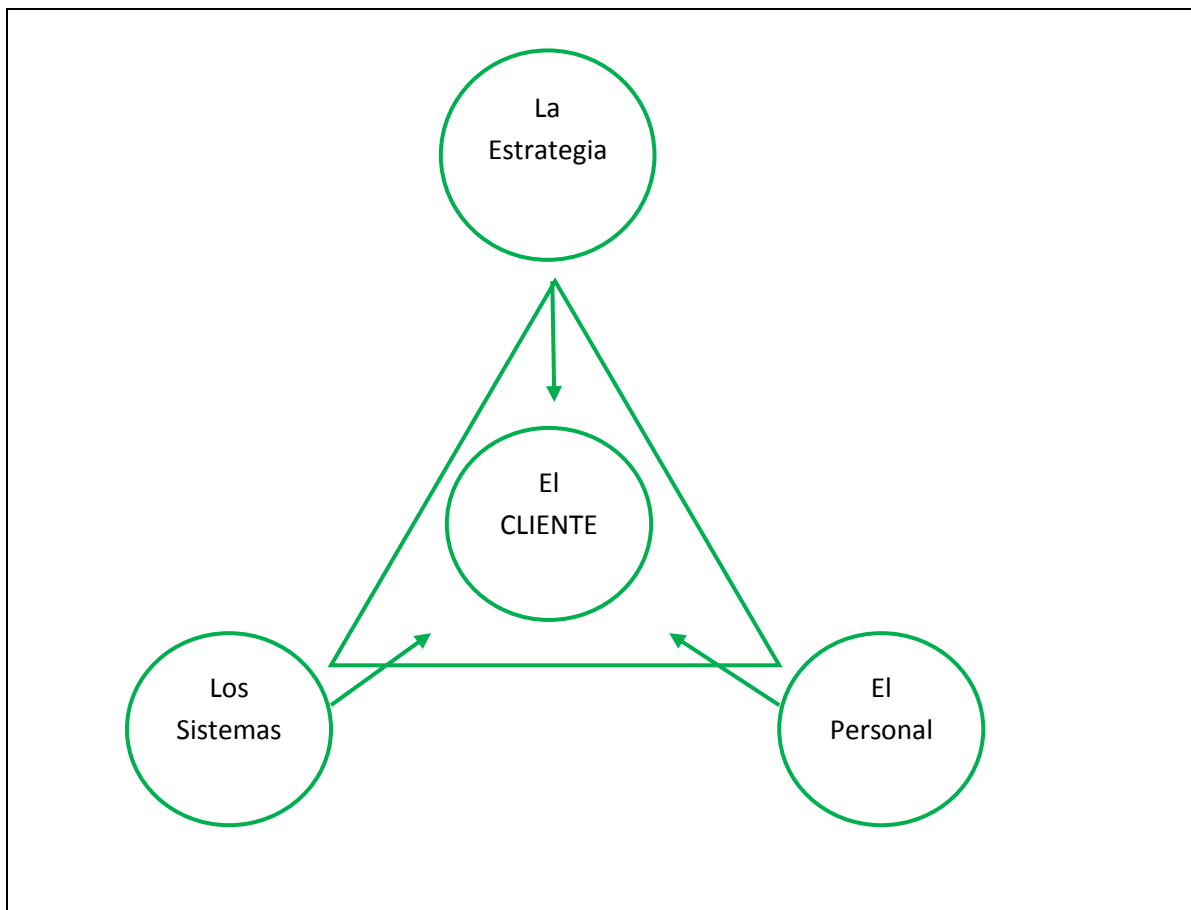 La
Estrategia
El
CLIENTE
Los
Sistemas
El
Personal